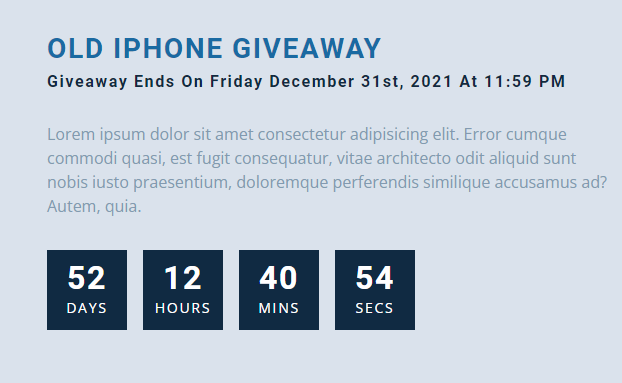 OLD IPHONE GIVEAWAY
Giveaway Ends On Friday December 31st, 2021 At 11:59 PM
Lorem ipsum dolor sit amet consectetur adipisicing elit. Error cumque
commodi quasi, est fugit consequatur, vitae architecto odit aliquid sunt
nobis iusto praesentium, doloremque perferendis similique accusamus ad?
Autem, quia.
52 12 40 54
DAYS HOURS MINS SECS